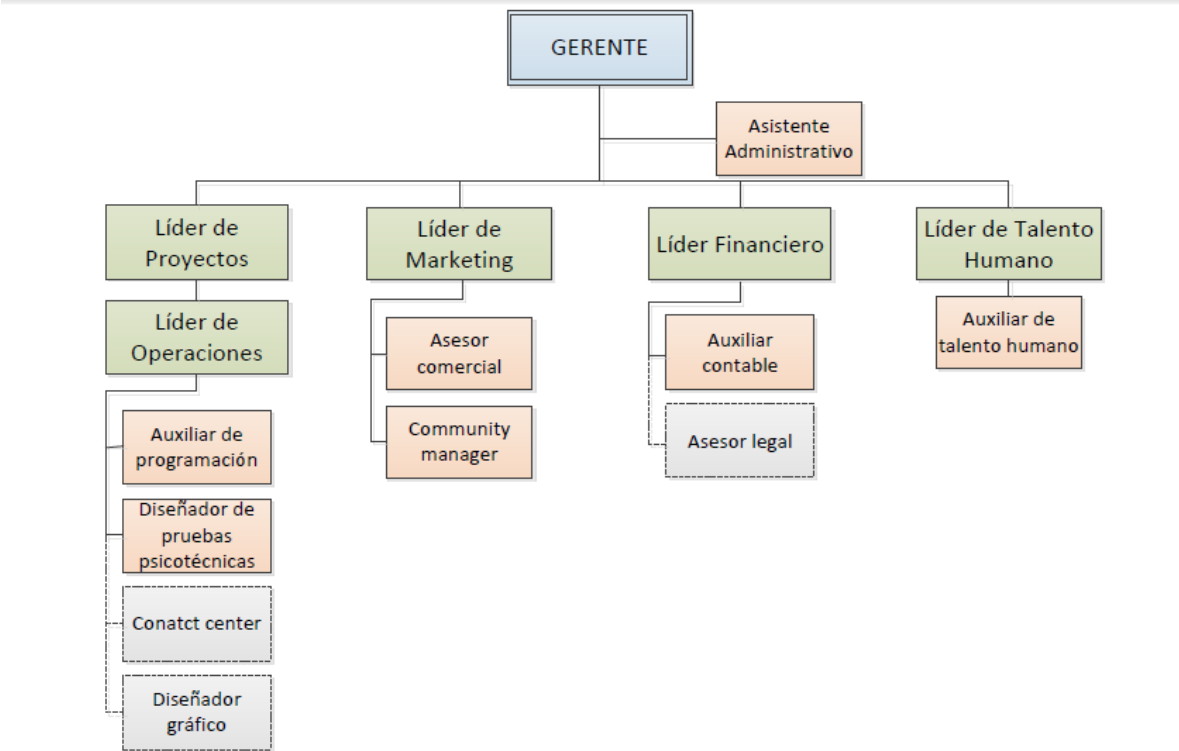 GERENTE
Asistente
Administrativo
Líder de
Proyectos
Líder de
Marketing
Líder Financiero
Líder de Talento
Humano
Líder de
Operaciones
Auxiliar de
talento humano
Asesor
comercial
Auxiliar
contable
Auxiliar de
programación
Community
manager
Asesor legal
Diseñador de
pruebas
psicotécnicas
Conatct center
Diseñador
gráfico